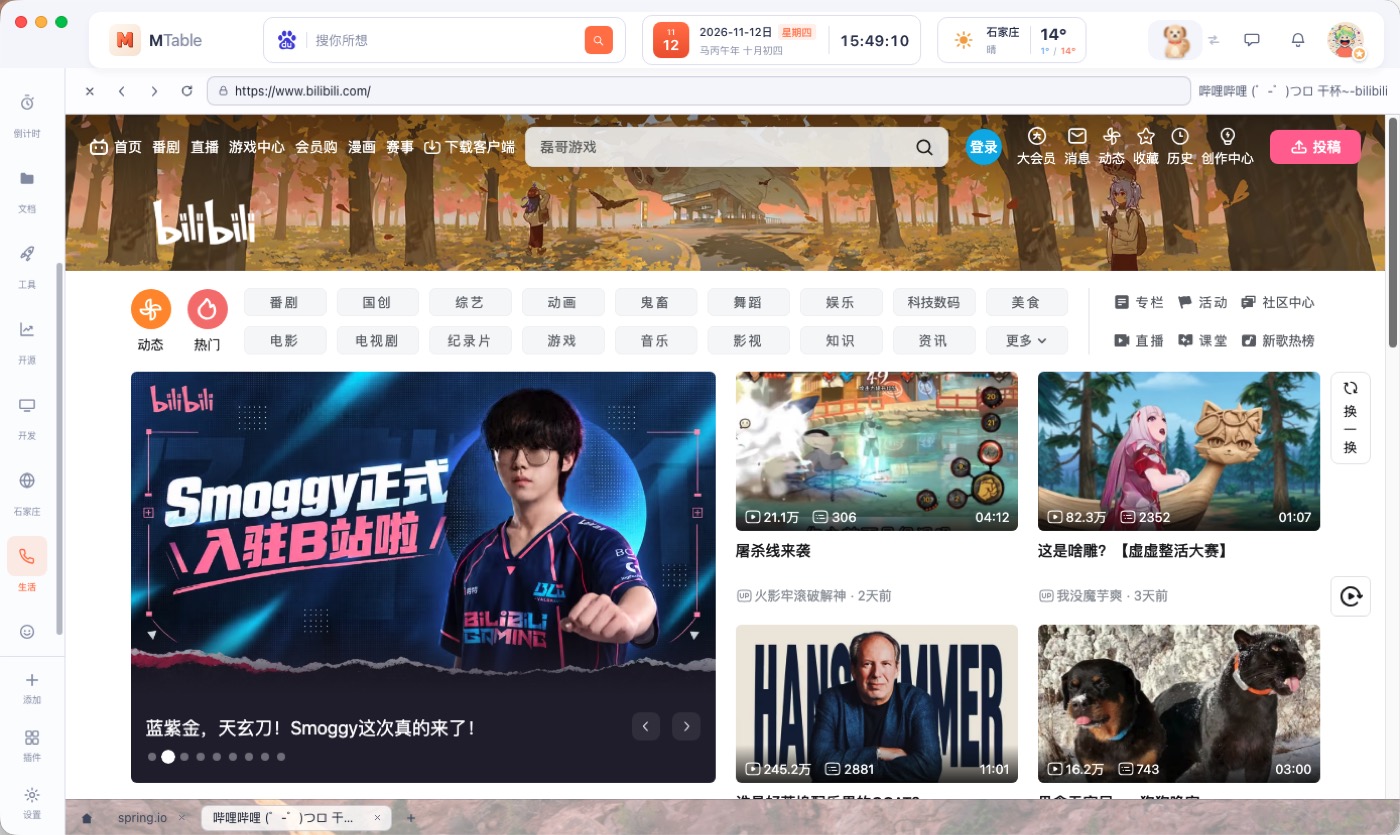 M MTable
搜你所想
11
12
2026-11-12日 星期四
马丙午年 十月初四
15:49:10
石家庄
晴
14°
1° / 14°
https://www.bilibili.com/
哔哩哔哩 (゜-゜)つロ 干杯~-bilibili
倒计时
文档
工具
开源
开发
石家庄
生活
添加
插件
设置
首页 番剧 直播 游戏中心 会员购 漫画 赛事 下载客户端
磊哥游戏
登录
大会员 消息 动态 收藏 历史 创作中心
投稿
bilibili
动态
热门
番剧 国创 综艺 动画 鬼畜 舞蹈 娱乐 科技数码 美食
电影 电视剧 纪录片 游戏 音乐 影视 知识 资讯 更多
专栏 活动 社区中心
直播 课堂 新歌热榜
bilibili
Smoggy正式
入驻B站啦
BILIBILI
GAMING
蓝紫金，天玄刀！Smoggy这次真的来了！
21.1万 306 04:12
屠杀线来袭
UP 火影牢滚破解神 · 2天前
82.3万 2352 01:07
这是啥雕？【虚虚整活大赛】
UP 我没魔芋爽 · 3天前
换
一
换
245.2万 2881 11:01
16.2万 743 03:00
spring.io
哔哩哔哩 (゜-゜)つロ 干...